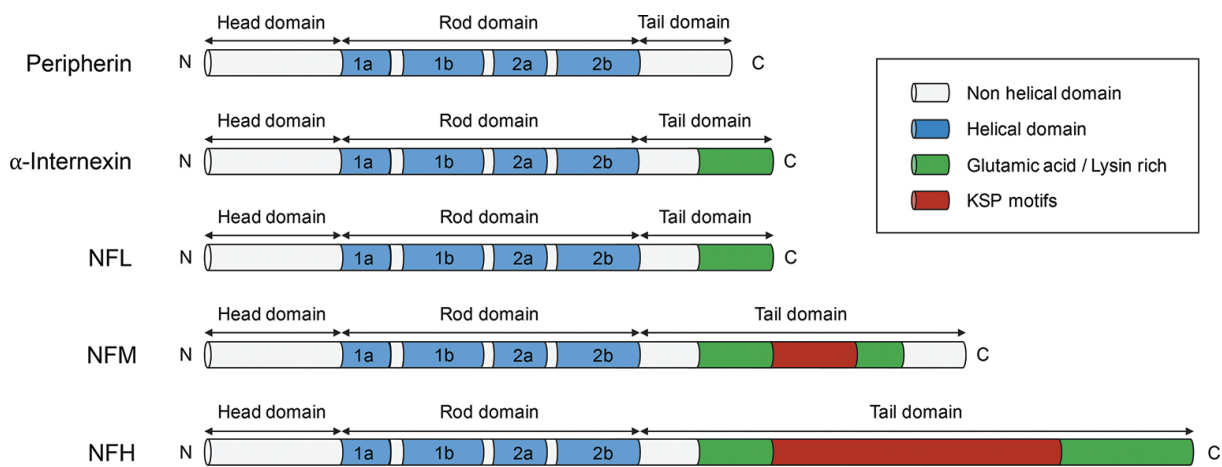 Head domain Rod domain Tail domain
Peripherin N 1a 1b 2a 2b C
Non helical domain
Head domain Rod domain Tail domain
Helical domain
α-Internexin N 1a 1b 2a 2b C
Glutamic acid / Lysin rich
KSP motifs
Head domain Rod domain Tail domain
NFL N 1a 1b 2a 2b C
Head domain Rod domain Tail domain
NFM N 1a 1b 2a 2b C
Head domain Rod domain Tail domain
NFH N 1a 1b 2a 2b C